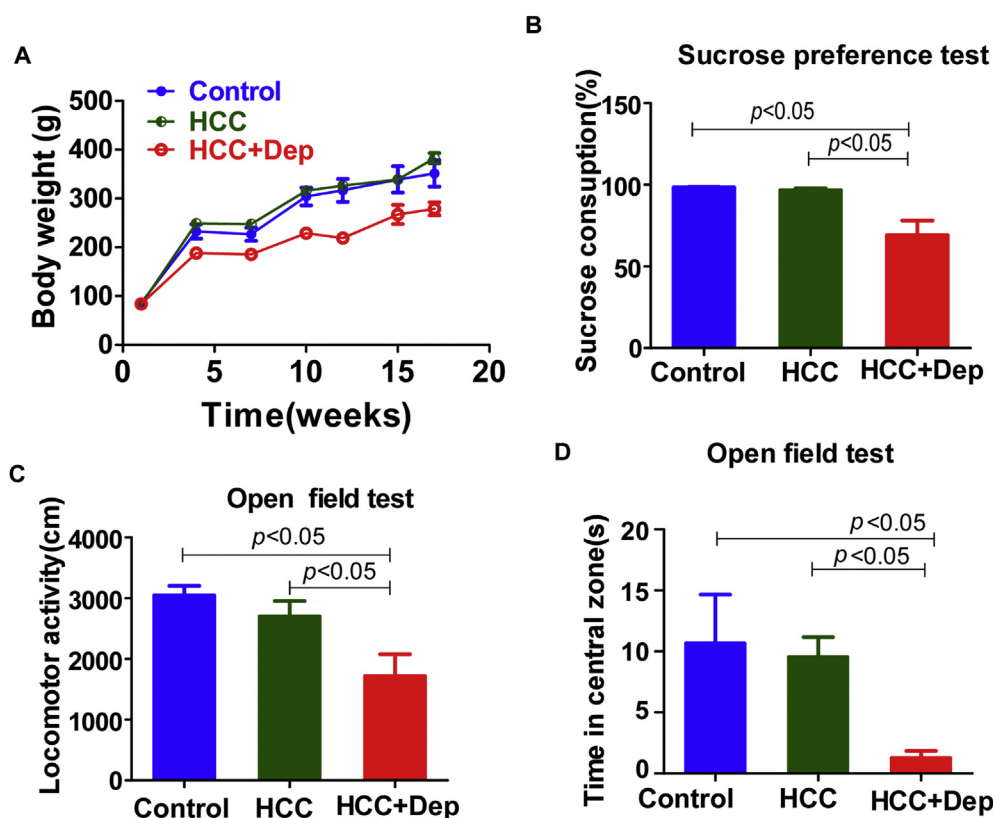 A
Control
HCC
HCC+Dep
Body weight (g)
500
400
300
200
100
0
0 5 10 15 20
Time(weeks)
B
Sucrose preference test
Sucrose consuption(%)
150
100
50
0
p<0.05
p<0.05
Control HCC HCC+Dep
C
Open field test
Locomotor activity(cm)
4000
3000
2000
1000
0
p<0.05
p<0.05
Control HCC HCC+Dep
D
Open field test
Time in central zone(s)
20
15
10
5
0
p<0.05
p<0.05
Control HCC HCC+Dep